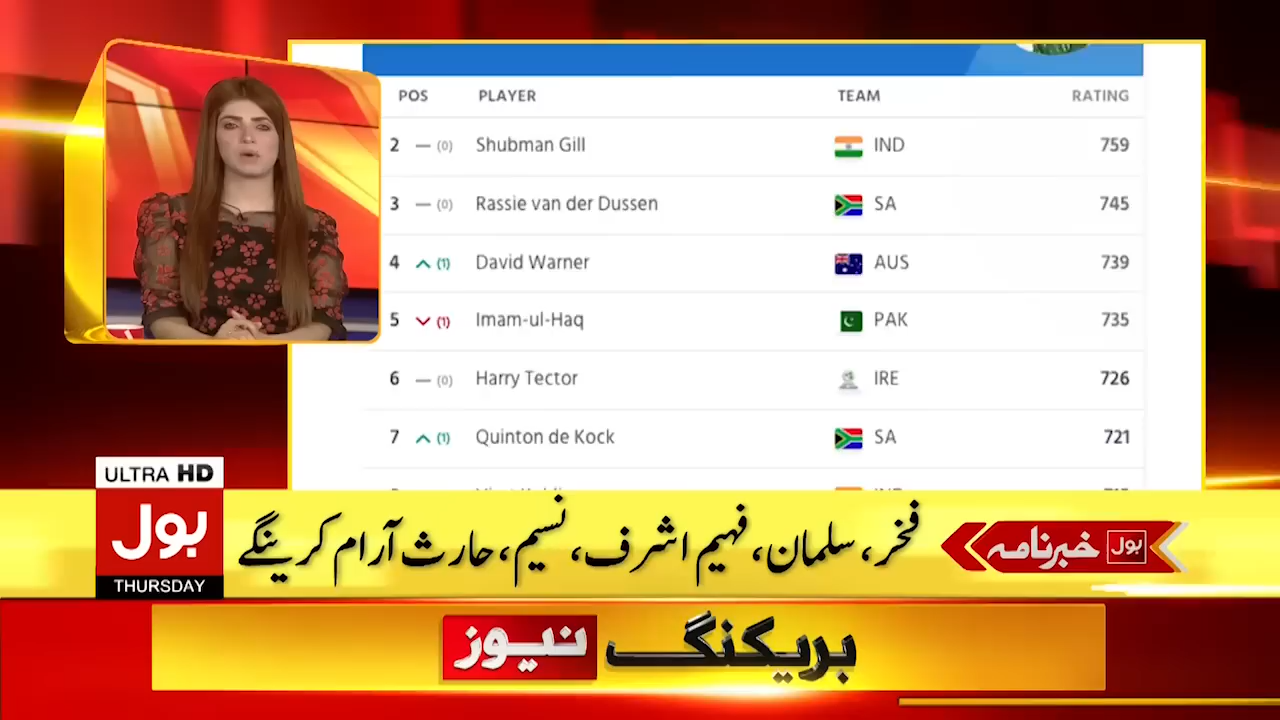 POS PLAYER TEAM RATING
2 — (0) Shubman Gill IND 759
3 — (0) Rassie van der Dussen SA 745
4 (1) David Warner AUS 739
5 (1) Imam-ul-Haq PAK 735
6 — (0) Harry Tector IRE 726
7 (1) Quinton de Kock SA 721
ULTRA HD
بول
THURSDAY
بول خبرنامہ
فخر، سلمان، فہیم اشرف، نسیم، حارث آرام کرینگے
بریکنگ نیوز